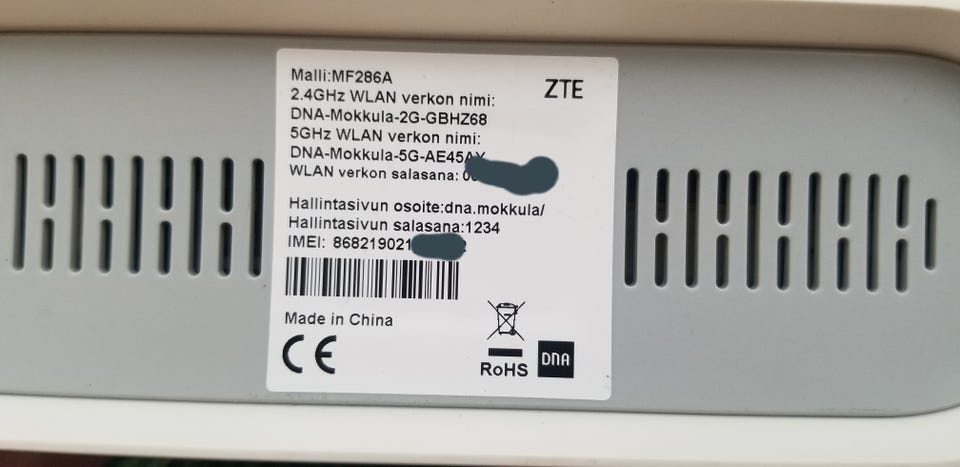 Malli:MF286A
ZTE
2.4GHz WLAN verkon nimi:
DNA-Mokkula-2G-GBHZ68
5GHz WLAN verkon nimi:
DNA-Mokkula-5G-AE45AX
WLAN verkon salasana:
Hallintasivun osoite:dna.mokkula/
Hallintasivun salasana:1234
IMEI: 868219021
Made in China
CE
RoHS
DNA